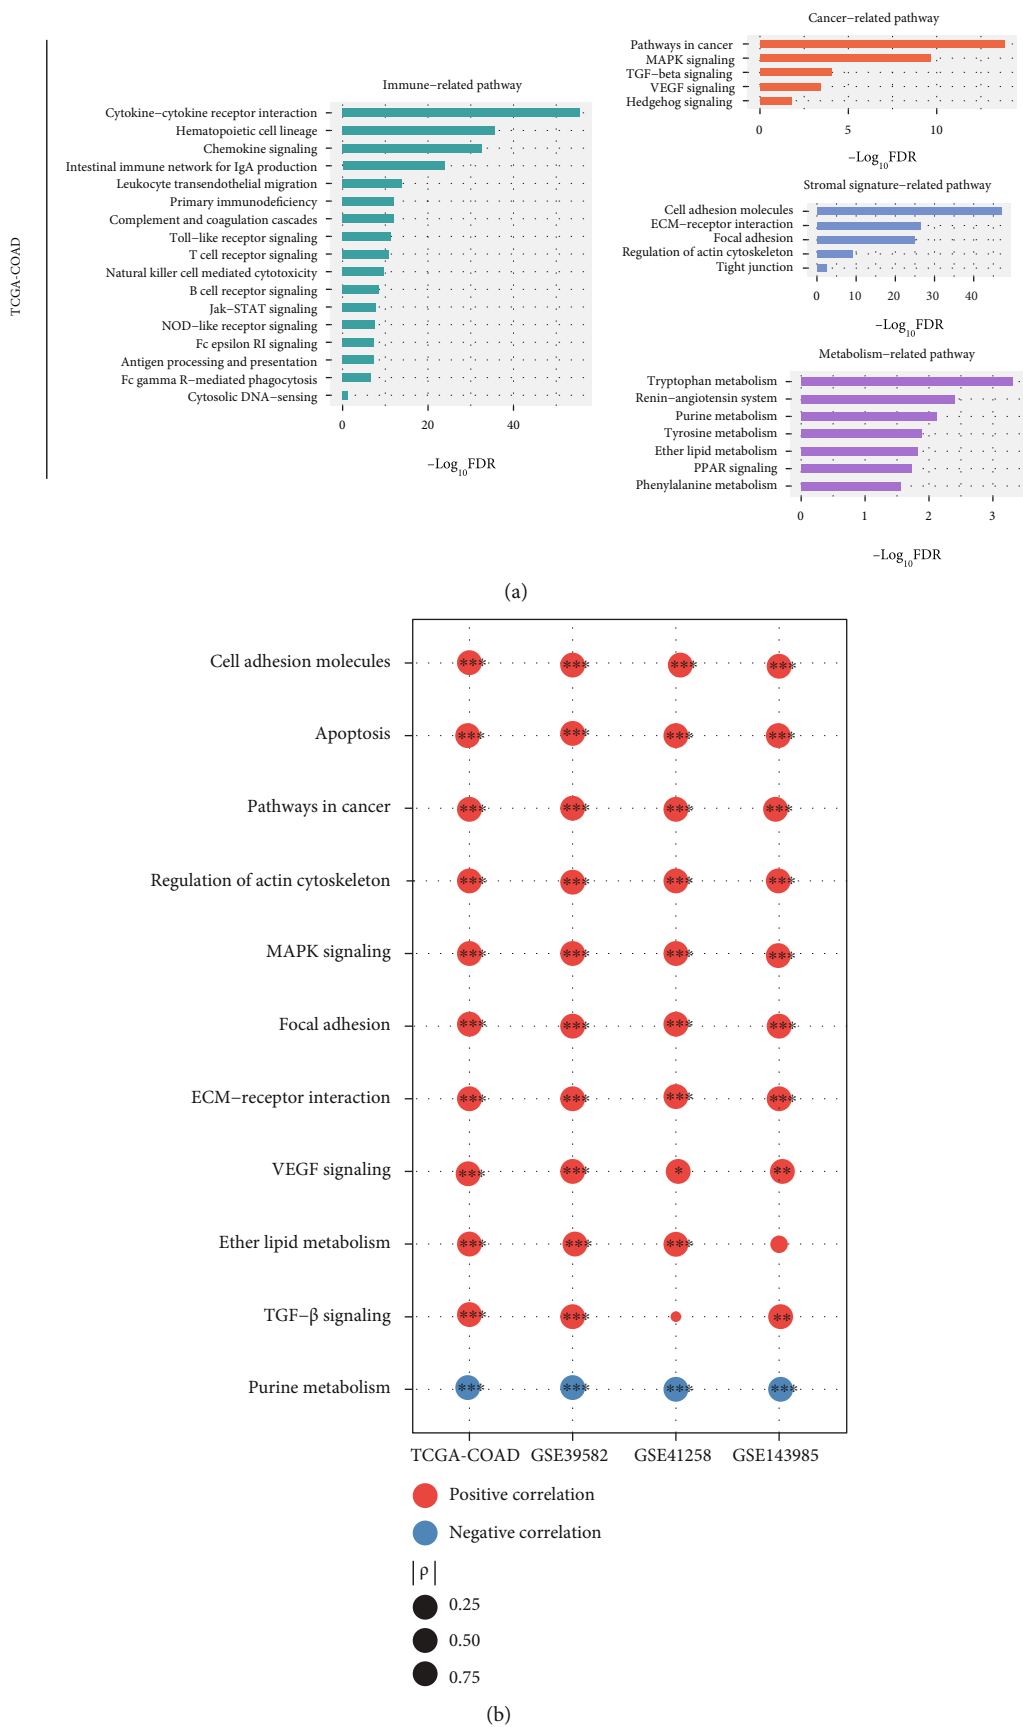 TCGA-COAD
Immune−related pathway
Cytokine−cytokine receptor interaction
Hematopoietic cell lineage
Chemokine signaling
Intestinal immune network for IgA production
Leukocyte transendothelial migration
Primary immunodeficiency
Complement and coagulation cascades
Toll−like receptor signaling
T cell receptor signaling
Natural killer cell mediated cytotoxicity
B cell receptor signaling
Jak−STAT signaling
NOD−like receptor signaling
Fc epsilon RI signaling
Antigen processing and presentation
Fc gamma R−mediated phagocytosis
Cytosolic DNA−sensing
0 20 40
−Log10FDR
Cancer−related pathway
Pathways in cancer
MAPK signaling
TGF−beta signaling
VEGF signaling
Hedgehog signaling
0 5 10
−Log10FDR
Stromal signature−related pathway
Cell adhesion molecules
ECM−receptor interaction
Focal adhesion
Regulation of actin cytoskeleton
Tight junction
0 10 20 30 40
−Log10FDR
Metabolism−related pathway
Tryptophan metabolism
Renin−angiotensin system
Purine metabolism
Tyrosine metabolism
Ether lipid metabolism
PPAR signaling
Phenylalanine metabolism
0 1 2 3
−Log10FDR
(a)
Cell adhesion molecules *** *** *** ***
Apoptosis *** *** *** ***
Pathways in cancer *** *** *** ***
Regulation of actin cytoskeleton *** *** *** ***
MAPK signaling *** *** *** ***
Focal adhesion *** *** *** ***
ECM−receptor interaction *** *** *** ***
VEGF signaling *** *** * **
Ether lipid metabolism *** *** ***
TGF−β signaling *** *** **
Purine metabolism *** *** *** ***
TCGA-COAD GSE39582 GSE41258 GSE143985
Positive correlation
Negative correlation
|ρ|
0.25
0.50
0.75
(b)